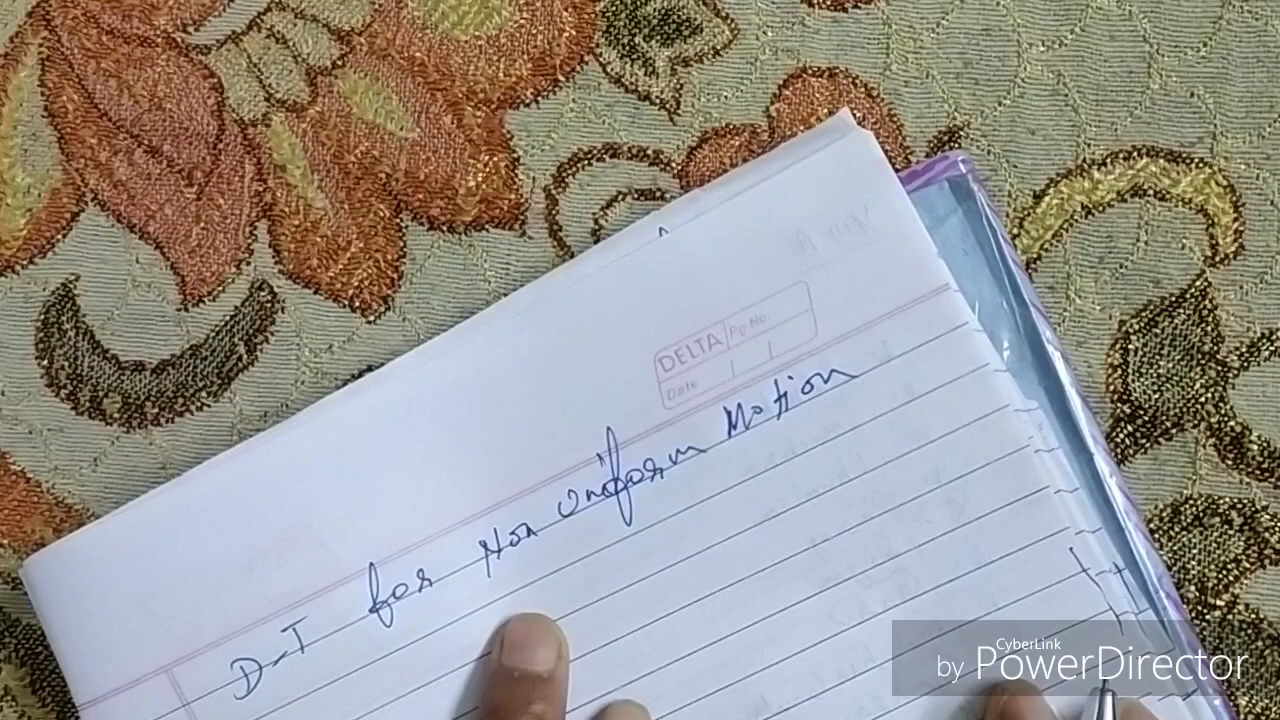 DELTA Pg No.
Date
D-T for Non Uniform Motion
CyberLink
by PowerDirector